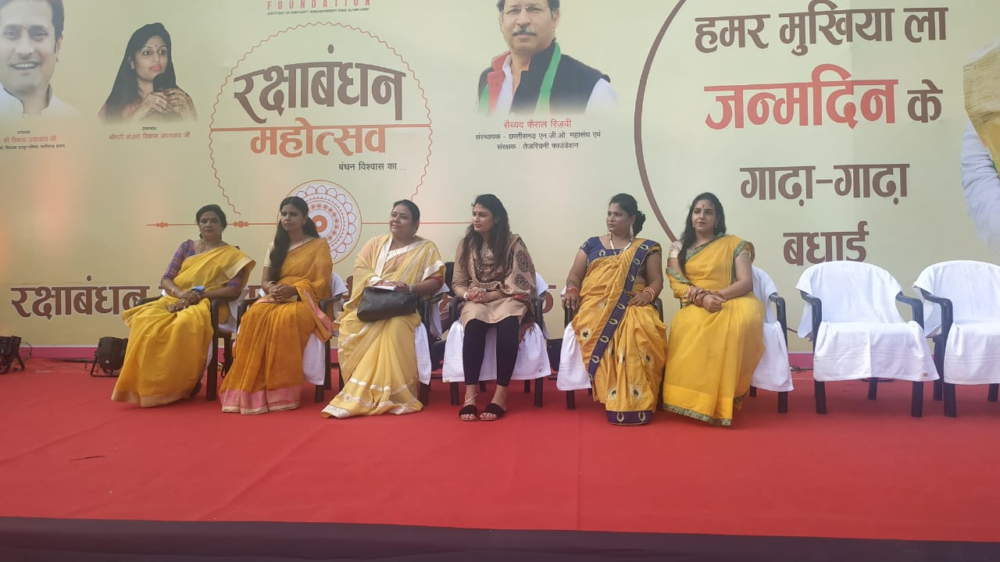 FOUNDATION
श्री विकास उपाध्याय जी
श्रीमती संजना विकास उपाध्याय जी
रक्षाबंधन
महोत्सव
बंधन विश्वास का ...
सैय्यद फैसल रिज़वी
संस्थापक - छत्तीसगढ़ एन.जी.ओ. महासंघ एवं
संरक्षक : तेजस्विनी फाउंडेशन
हमर मुखिया ला
जन्मदिन के
गाढ़ा-गाढ़ा
बधाई
रक्षाबंधन